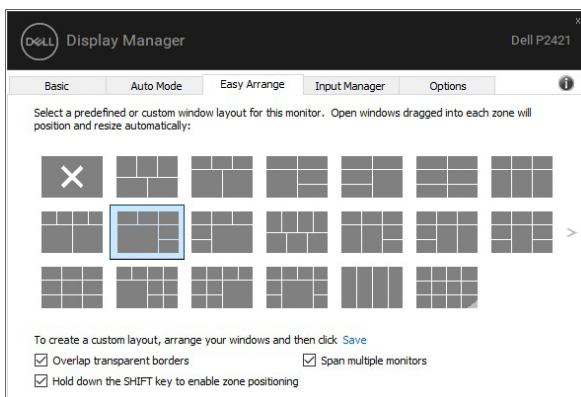 x
DELL Display Manager Dell P2421
Basic Auto Mode Easy Arrange Input Manager Options i
Select a predefined or custom window layout for this monitor. Open windows dragged into each zone will
position and resize automatically:
>
To create a custom layout, arrange your windows and then click Save
Overlap transparent borders Span multiple monitors
Hold down the SHIFT key to enable zone positioning